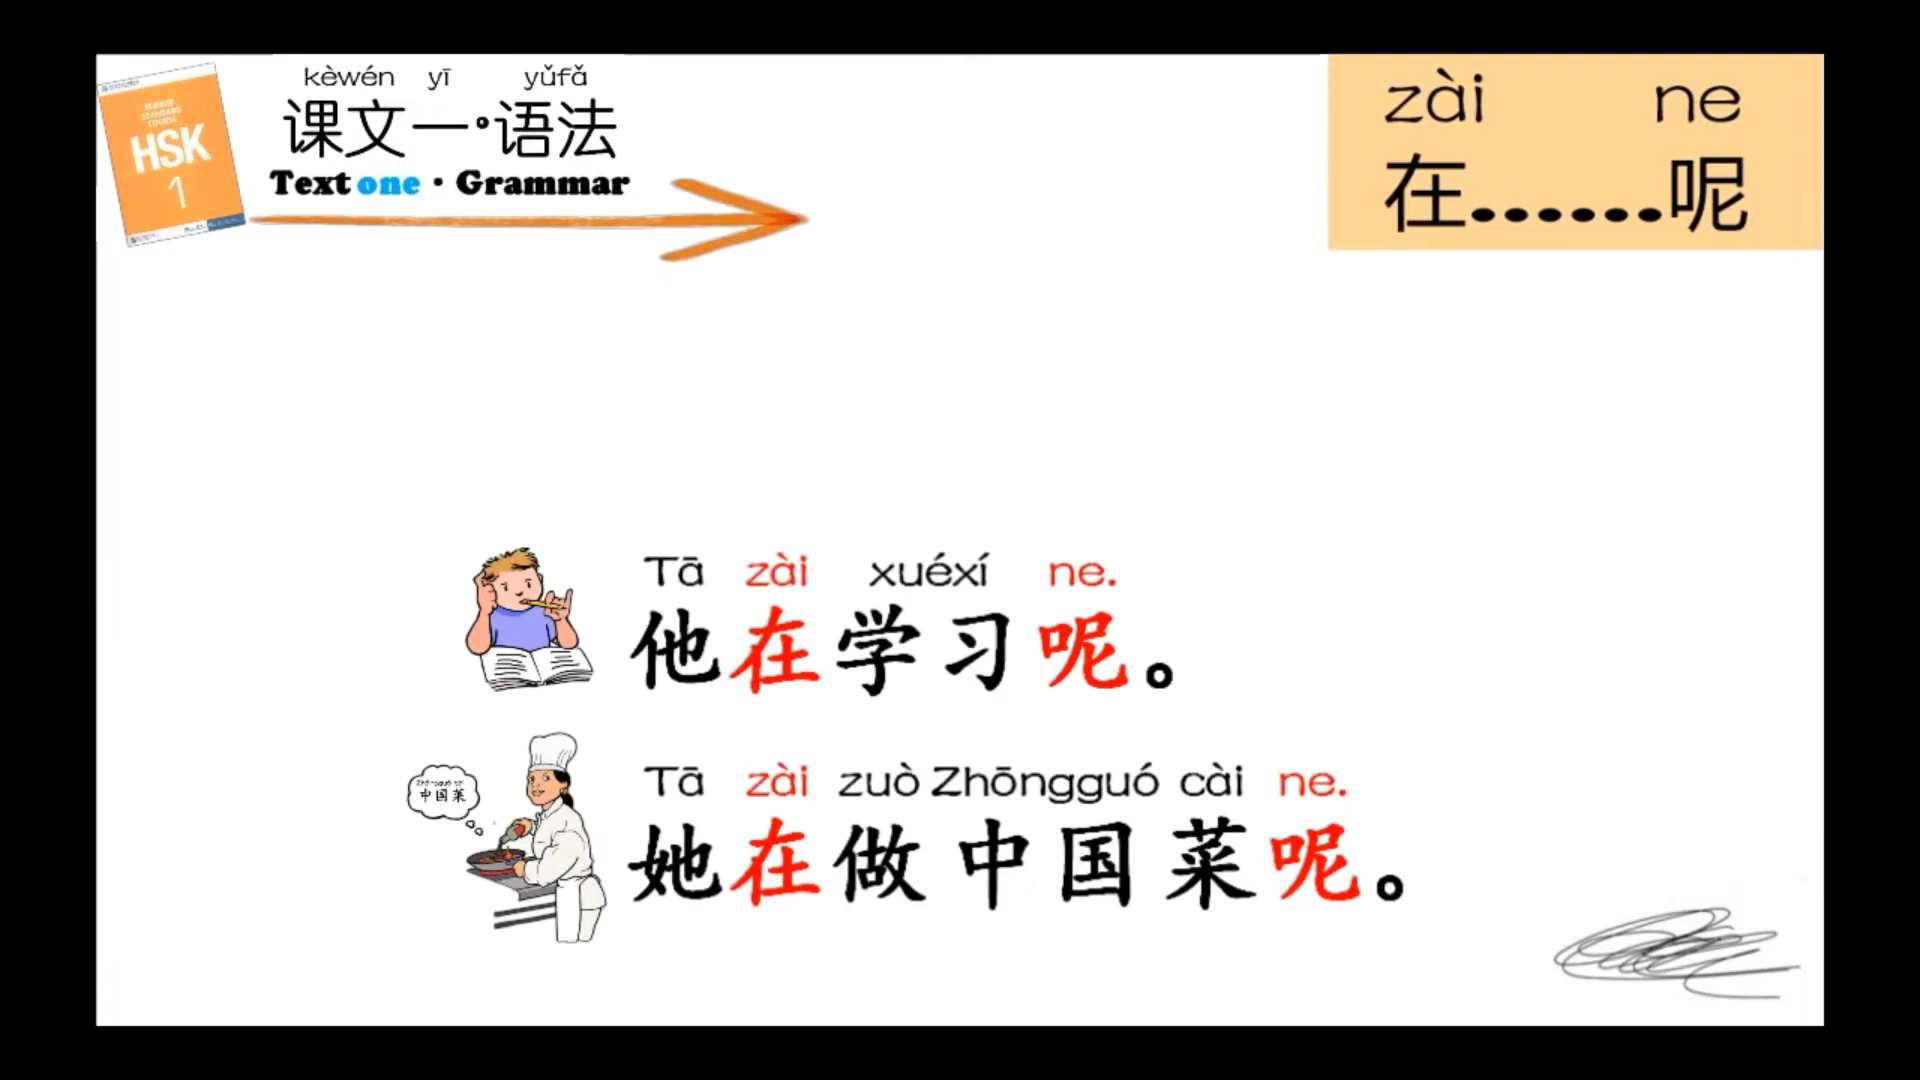 kèwén yī yǔfǎ
课文一·语法
Text one · Grammar
STANDARD
COURSE
HSK
1
zài ne
在......呢
Tā zài xuéxí ne.
他在学习呢。
Tā zài zuò Zhōngguó cài ne.
她在做中国菜呢。
中国菜